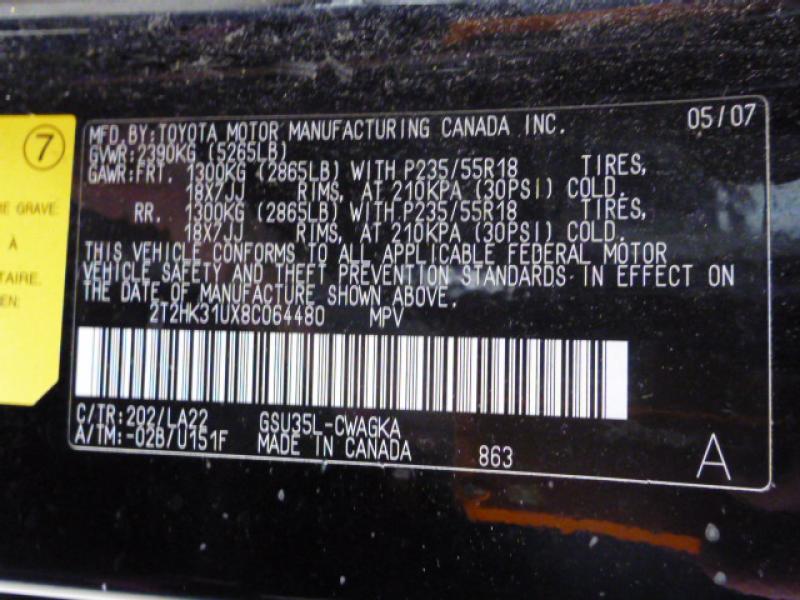 MFD. BY: TOYOTA MOTOR MANUFACTURING CANADA INC. 05/07
GVWR: 2390KG (5265LB)
GAWR: FRT. 1300KG (2865LB) WITH P235/55R18 TIRES,
18X7JJ RIMS, AT 210KPA (30PSI) COLD.
RR. 1300KG (2865LB) WITH P235/55R18 TIRES,
18X7JJ RIMS, AT 210KPA (30PSI) COLD.
THIS VEHICLE CONFORMS TO ALL APPLICABLE FEDERAL MOTOR
VEHICLE SAFETY AND THEFT PREVENTION STANDARDS IN EFFECT ON
THE DATE OF MANUFACTURE SHOWN ABOVE.
2T2HK31UX8C064480 MPV
C/TR: 202/LA22 GSU35L-CWAGKA
A/TM: -02B/U151F MADE IN CANADA 863 A
7
GRAVE
À
TAIRE.
EN: